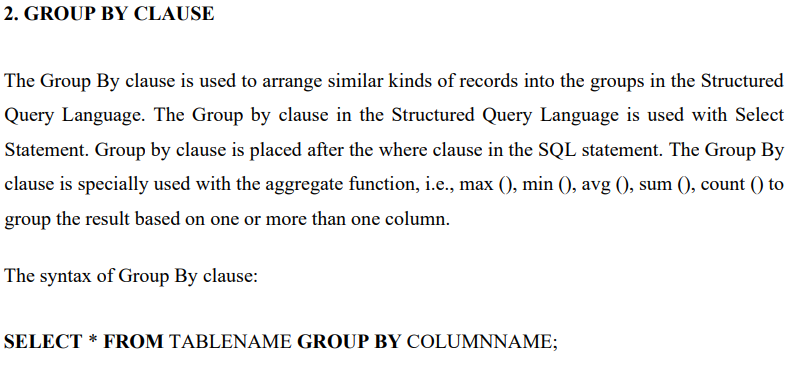 2. GROUP BY CLAUSE
The Group By clause is used to arrange similar kinds of records into the groups in the Structured
Query Language. The Group by clause in the Structured Query Language is used with Select
Statement. Group by clause is placed after the where clause in the SQL statement. The Group By
clause is specially used with the aggregate function, i.e., max (), min (), avg (), sum (), count () to
group the result based on one or more than one column.
The syntax of Group By clause:
SELECT * FROM TABLENAME GROUP BY COLUMNNAME;